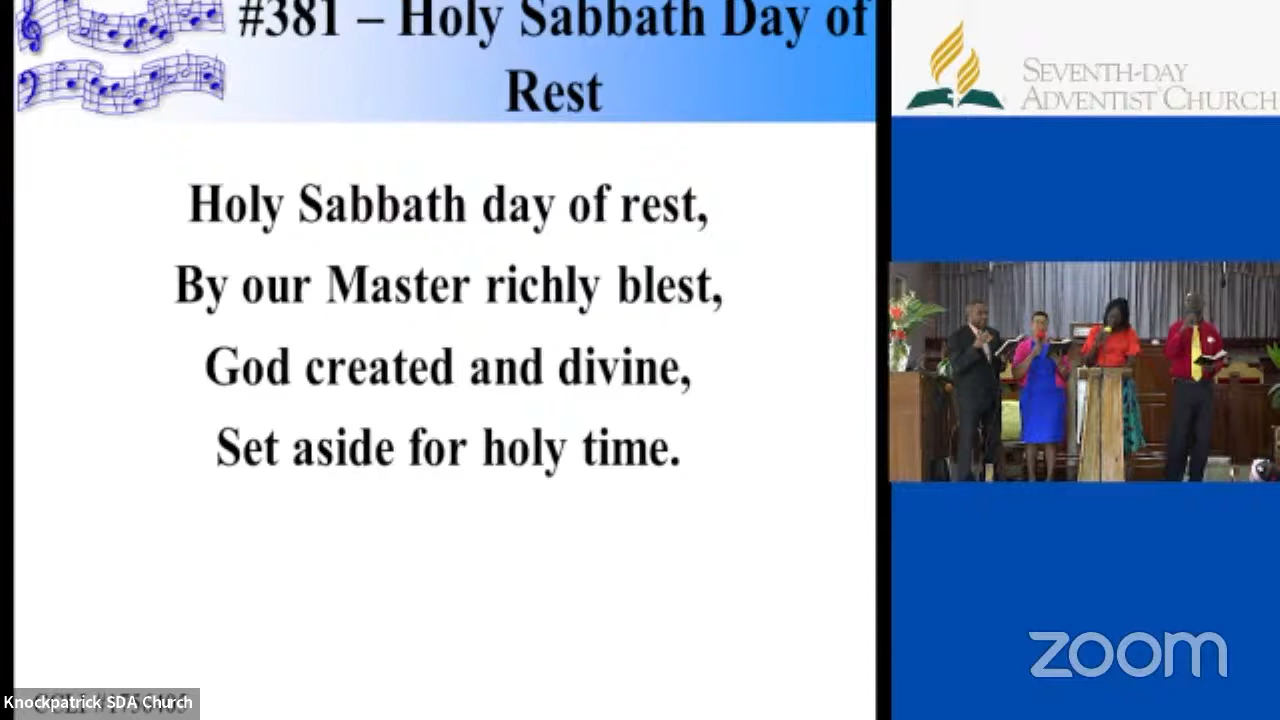 #381 – Holy Sabbath Day of
Rest
Holy Sabbath day of rest,
By our Master richly blest,
God created and divine,
Set aside for holy time.
SEVENTH-DAY
ADVENTIST CHURCH
zoom
Knockpatrick SDA Church